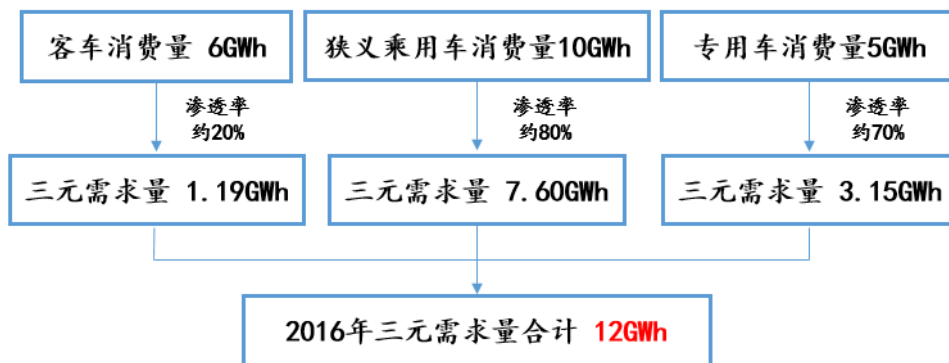 客车消费量 6GWh
狭义乘用车消费量10GWh
专用车消费量5GWh
渗透率
约20%
渗透率
约80%
渗透率
约70%
三元需求量 1.19GWh
三元需求量 7.60GWh
三元需求量 3.15GWh
2016年三元需求量合计 12GWh